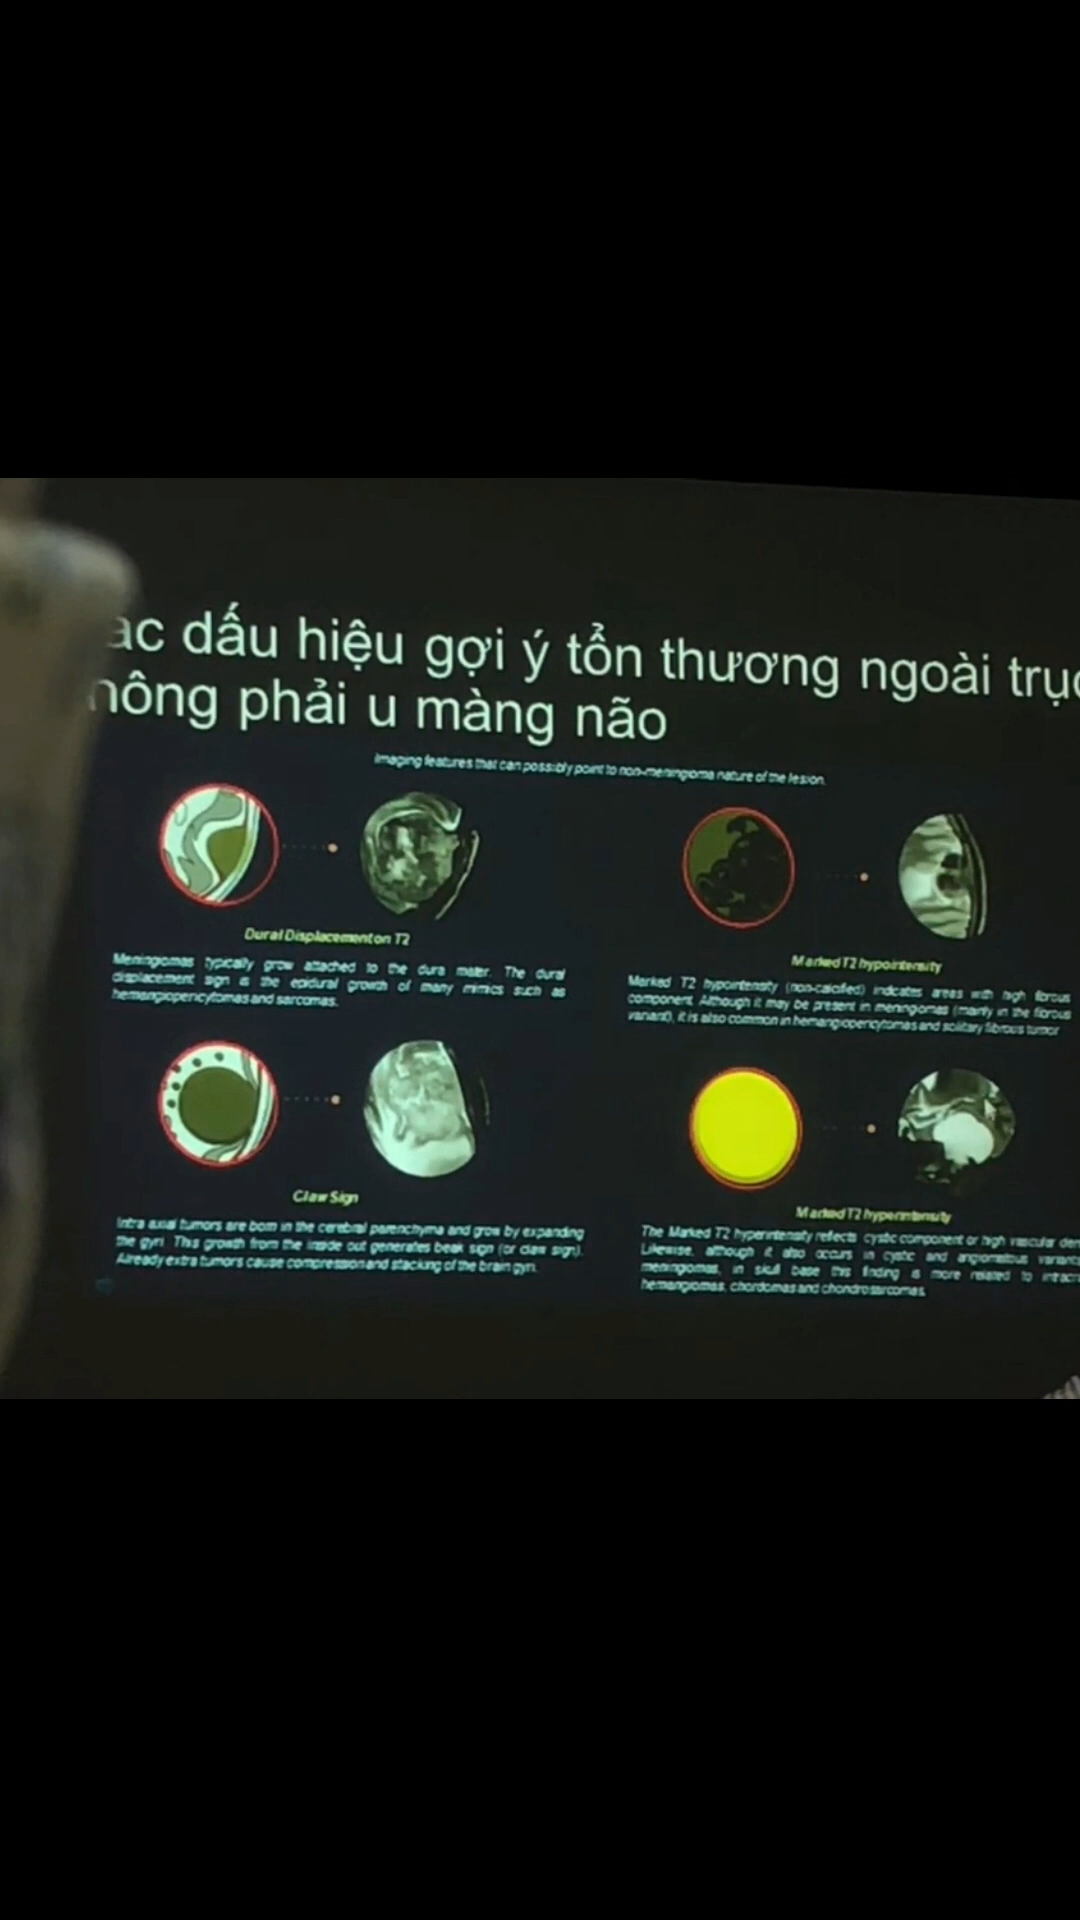 ác dấu hiệu gợi ý tổn thương ngoài trục
hông phải u màng não
Imaging features that can possibly point to non-meningioma nature of the lesion.
Dural Displacement on T2
Meningiomas typically grow attached to the dura mater. The dural
displacement sign is the epidural growth of many mimics such as
hemangiopericytomas and sarcomas.
Marked T2 hypointensity
Marked T2 hypointensity (non-calcified) indicates areas with high fibrous
component. Although it may be present in meningiomas (mainly in the fibrous
variant), it is also common in hemangiopericytomas and solitary fibrous tumor
Claw Sign
Intra axial tumors are born in the cerebral parenchyma and grow by expanding
the gyri. This growth from the inside out generates beak sign (or claw sign).
Already extra tumors cause compression and stacking of the brain gyri.
Marked T2 hyperintensity
The Marked T2 hyperintensity reflects cystic component or high vascular den
Likewise, although it also occurs in cystic and angiomatous variants
meningiomas, in skull base this finding is more related to intracr
hemangiomas, chordomas and chondrosarcomas.